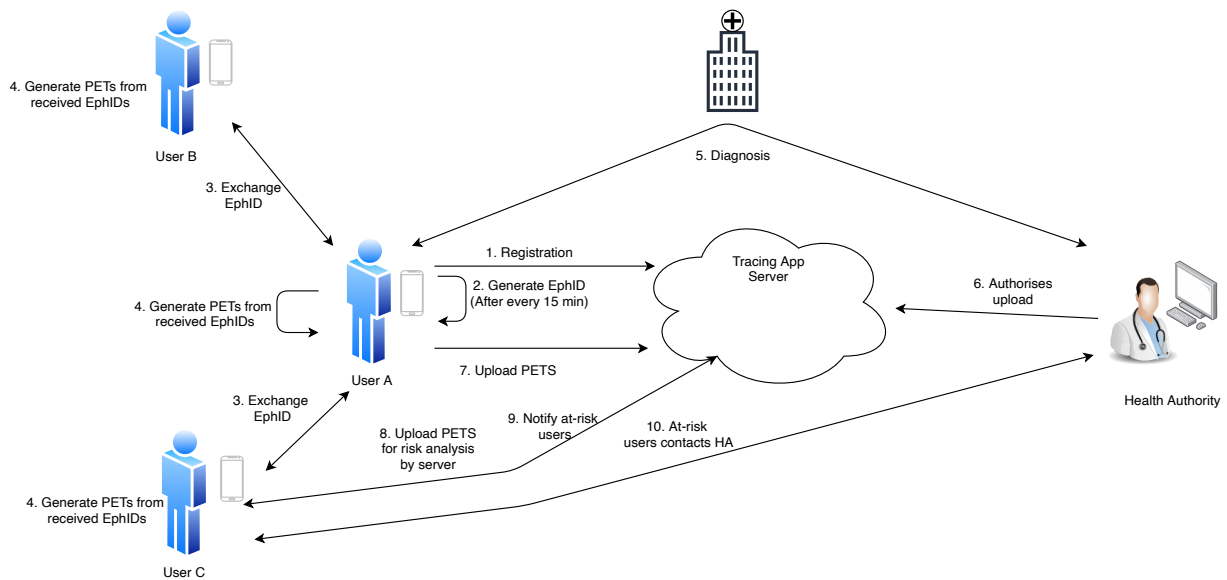 4. Generate PETs from
received EphIDs
User B
5. Diagnosis
3. Exchange
EphID
1. Registration
Tracing App
Server
2. Generate EphID
(After every 15 min)
6. Authorises
upload
4. Generate PETs from
received EphIDs
7. Upload PETS
User A
Health Authority
3. Exchange
EphID
9. Notify at-risk
users
10. At-risk
users contacts HA
8. Upload PETS
for risk analysis
by server
4. Generate PETs from
received EphIDs
User C